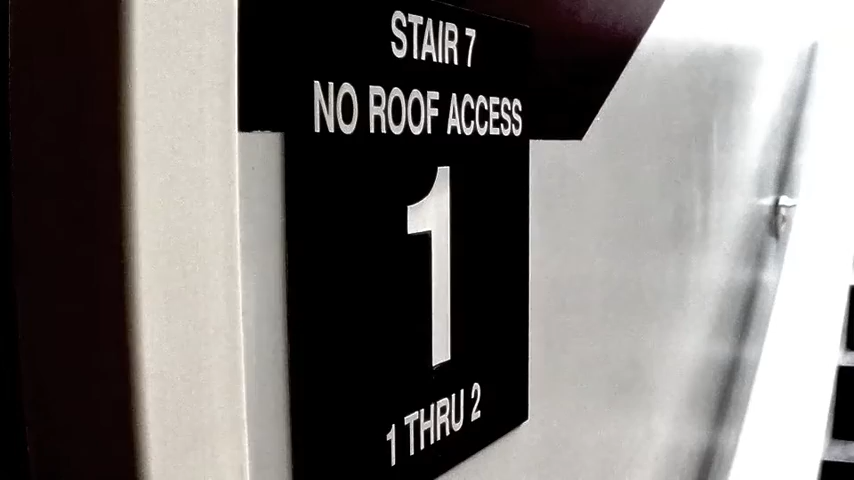 STAIR 7
NO ROOF ACCESS
1
1 THRU 2